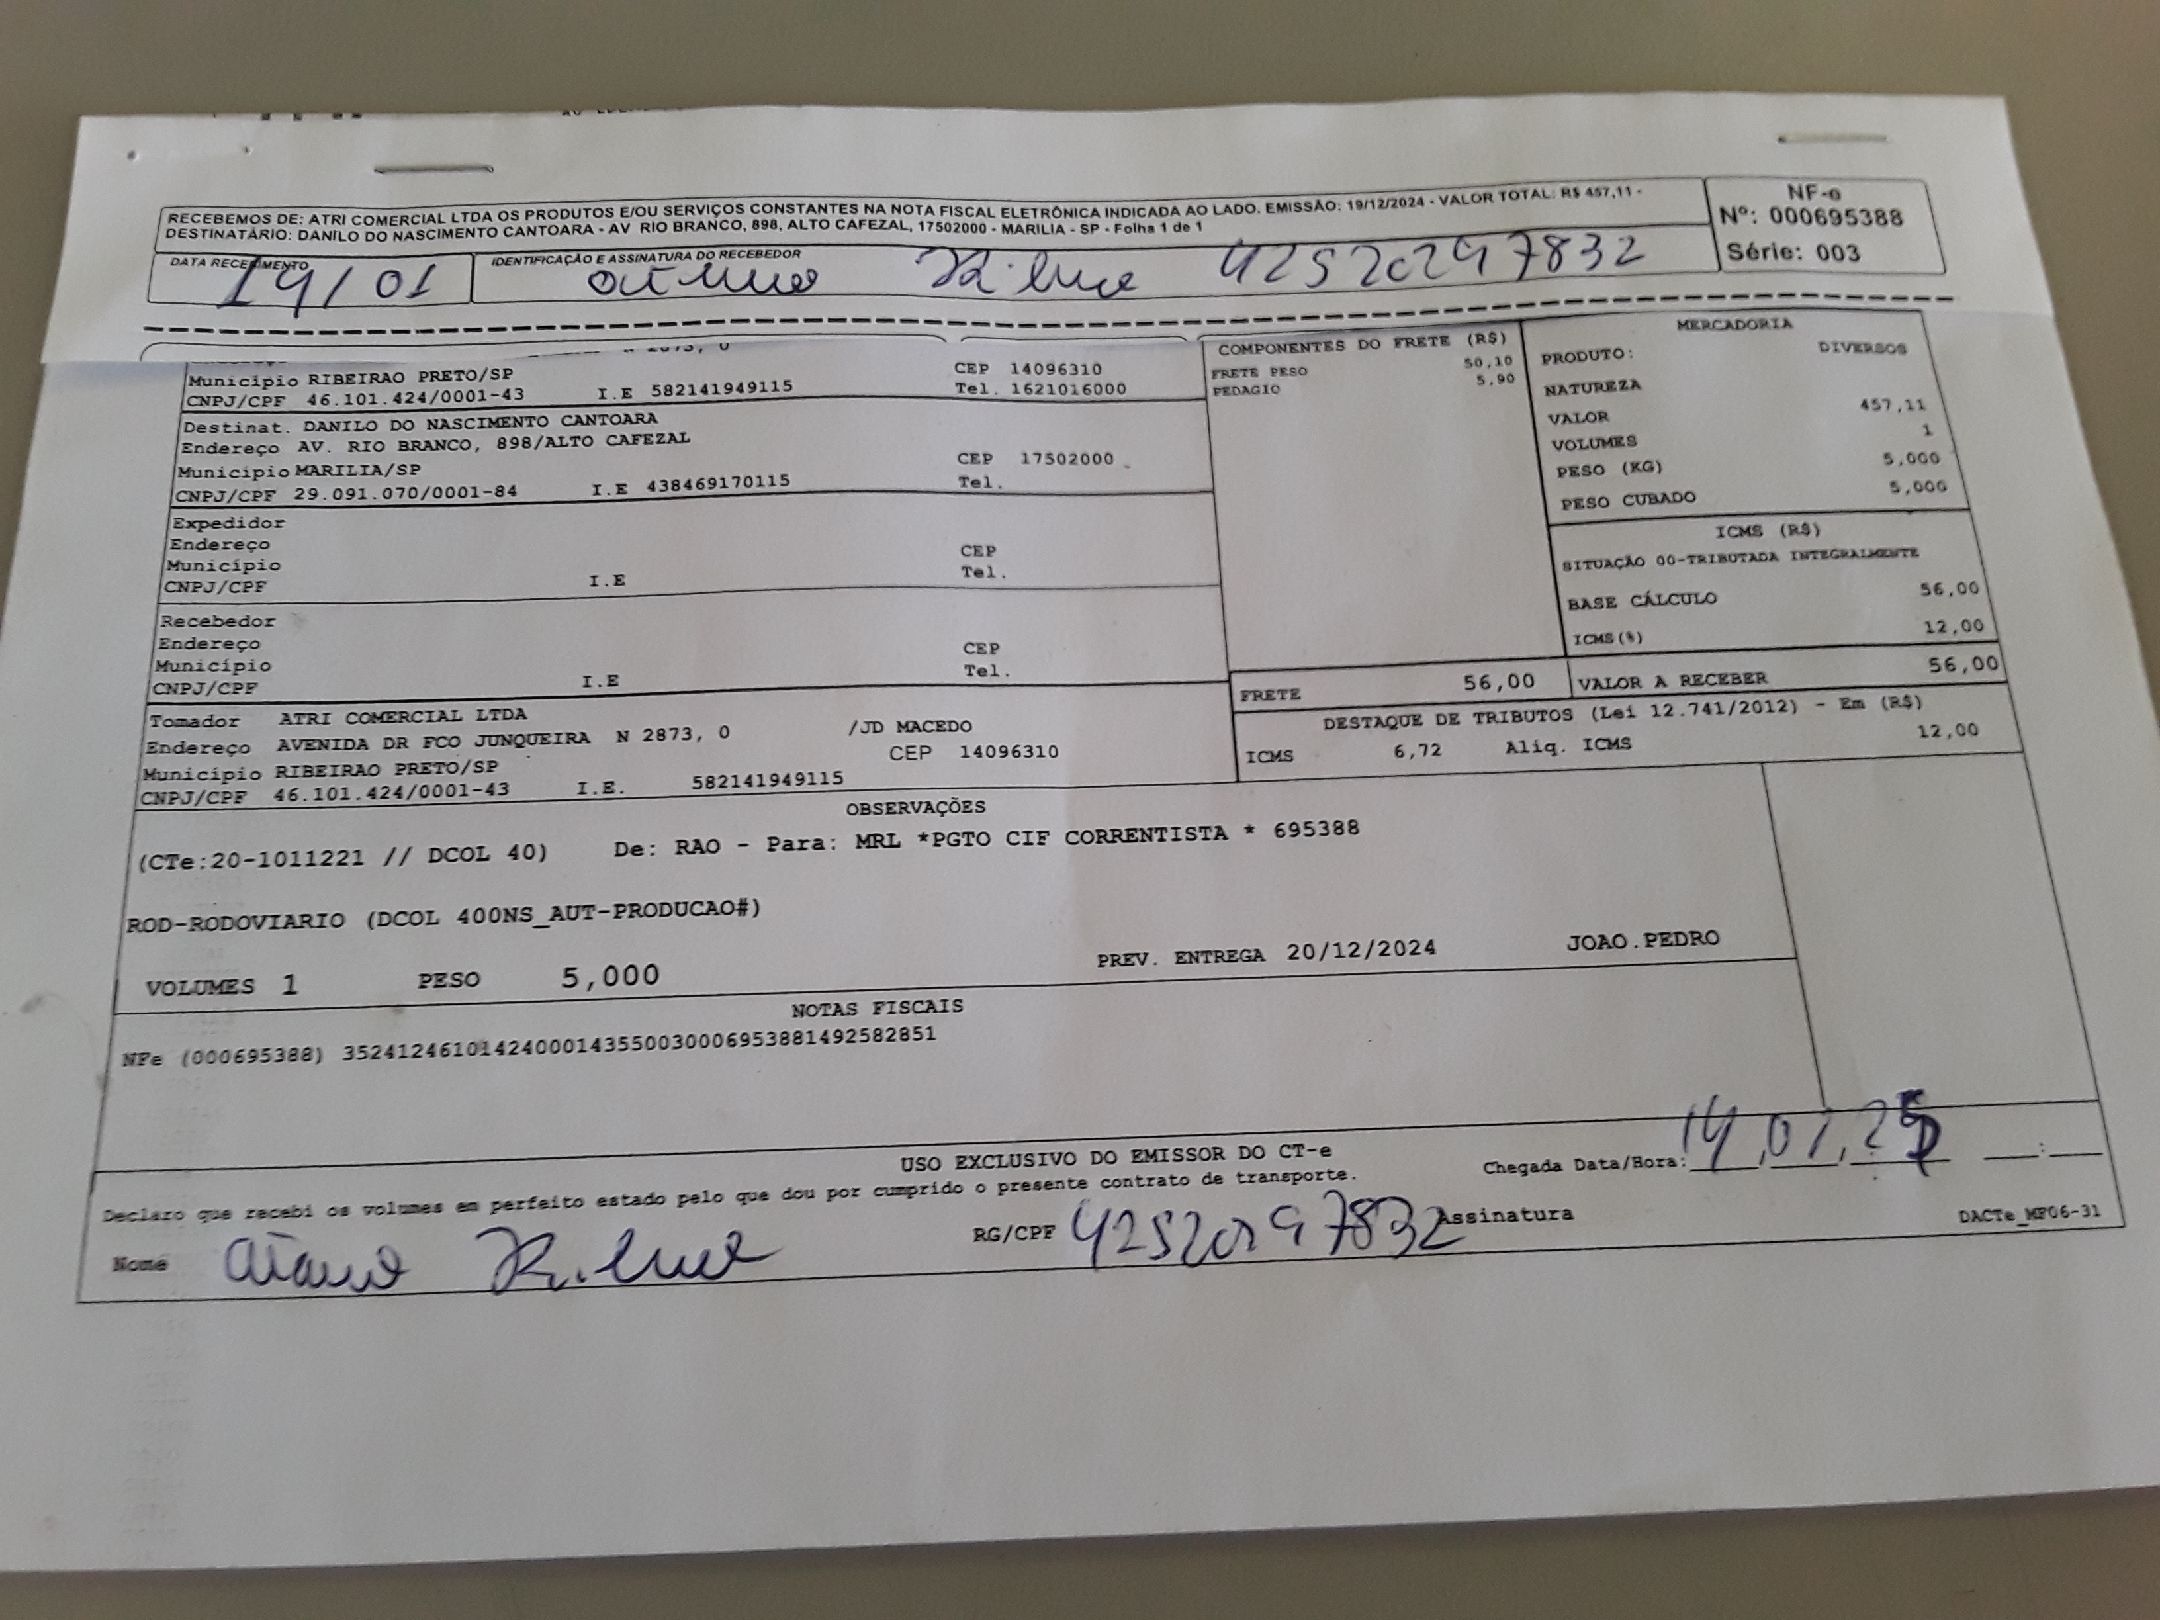 RECEBEMOS DE: ATRI COMERCIAL LTDA OS PRODUTOS E/OU SERVIÇOS CONSTANTES NA NOTA FISCAL ELETRÔNICA INDICADA AO LADO. EMISSÃO: 19/12/2024 - VALOR TOTAL: R$ 457,11 -
DESTINATÁRIO: DANILO DO NASCIMENTO CANTOARA - AV RIO BRANCO, 898, ALTO CAFEZAL, 17502000 - MARILIA - SP - Folha 1 de 1
NF-e
Nº: 000695388
Série: 003
DATA RECEBIMENTO
14/01
IDENTIFICAÇÃO E ASSINATURA DO RECEBEDOR
N 2873, 0
Município RIBEIRAO PRETO/SP CEP 14096310
CNPJ/CPF 46.101.424/0001-43 I.E 582141949115 Tel. 1621016000
Destinat. DANILO DO NASCIMENTO CANTOARA
Endereço AV. RIO BRANCO, 898/ALTO CAFEZAL
Município MARILIA/SP CEP 17502000
CNPJ/CPF 29.091.070/0001-84 I.E 438469170115 Tel.
Expedidor
Endereço
Município CEP
CNPJ/CPF I.E Tel.
Recebedor
Endereço
Município CEP
CNPJ/CPF I.E Tel.
Tomador ATRI COMERCIAL LTDA
Endereço AVENIDA DR FCO JUNQUEIRA N 2873, 0 /JD MACEDO
Município RIBEIRAO PRETO/SP CEP 14096310
CNPJ/CPF 46.101.424/0001-43 I.E. 582141949115
COMPONENTES DO FRETE (R$)
FRETE PESO 50,10
PEDAGIO 5,90
MERCADORIA
PRODUTO: DIVERSOS
NATUREZA
VALOR 457,11
VOLUMES 1
PESO (KG) 5,000
PESO CUBADO 5,000
ICMS (R$)
SITUAÇÃO 00-TRIBUTADA INTEGRALMENTE
BASE CÁLCULO 56,00
ICMS(%) 12,00
FRETE 56,00 VALOR A RECEBER 56,00
DESTAQUE DE TRIBUTOS (Lei 12.741/2012) - Em (R$)
ICMS 6,72 Aliq. ICMS 12,00
OBSERVAÇÕES
(CTe:20-1011221 // DCOL 40) De: RAO - Para: MRL *PGTO CIF CORRENTISTA * 695388
ROD-RODOVIARIO (DCOL 400NS_AUT-PRODUCAO#)
VOLUMES 1 PESO 5,000 PREV. ENTREGA 20/12/2024 JOAO.PEDRO
NOTAS FISCAIS
NFe (000695388) 35241246101424000143550030006953881492582851
USO EXCLUSIVO DO EMISSOR DO CT-e
Declaro que recebi os volumes em perfeito estado pelo que dou por cumprido o presente contrato de transporte.
Chegada Data/Hora: 14,01,25 __:__
Nome
RG/CPF
Assinatura
DACTe_MP06-31